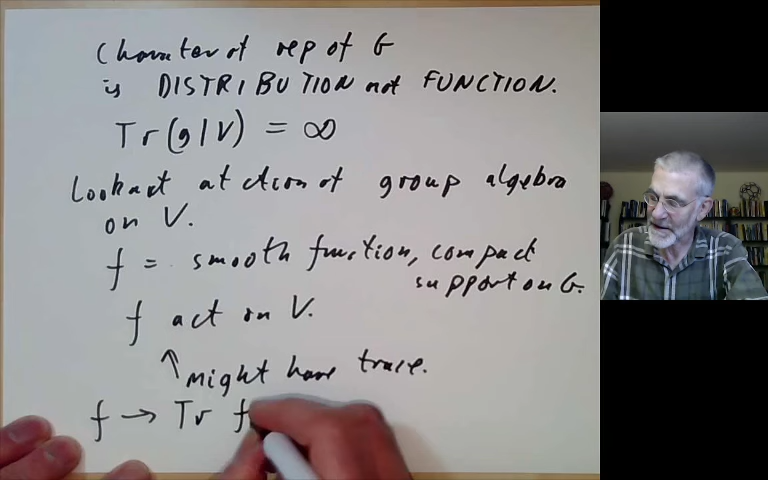 Character of rep of G
is DISTRIBUTION not FUNCTION.
Tr(g|V) = ∞
Look at action of group algebra
on V.
f = smooth function, compact
support on G.
f act on V.
↑ might have trace.
f → Tr f